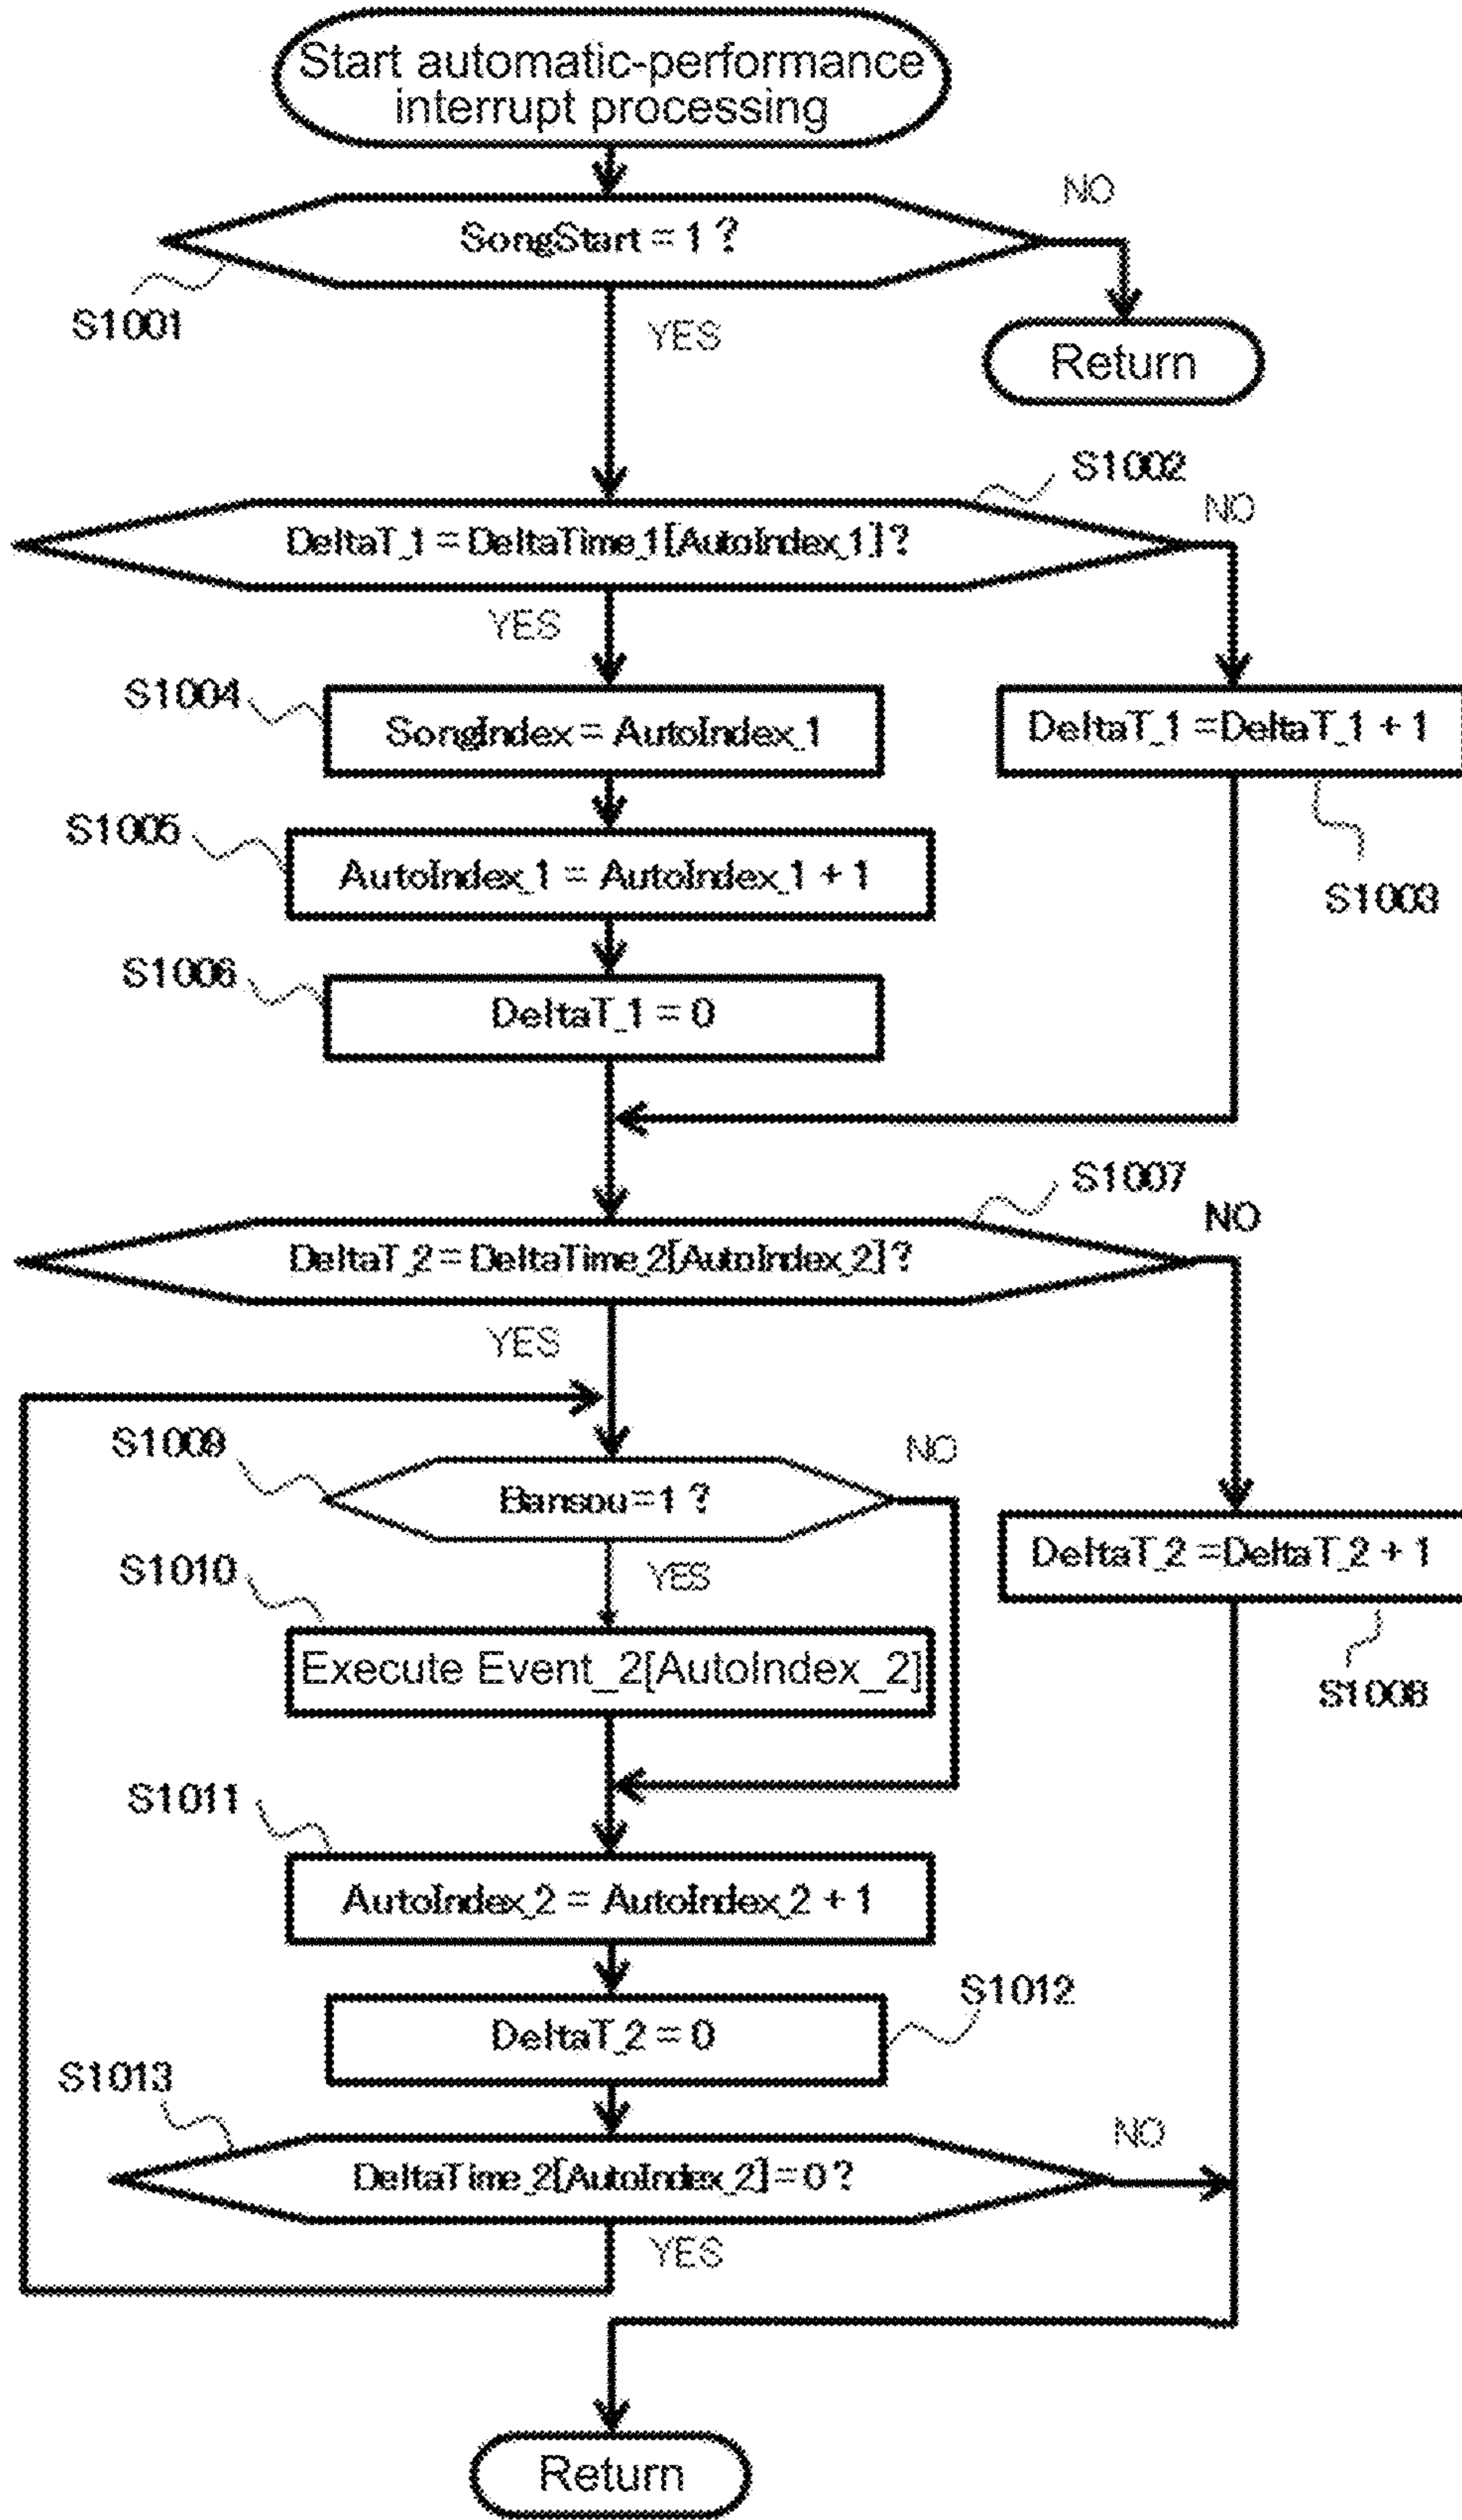 Start automatic-performance
interrupt processing
NO
SongStart = 1 ?
S1001
YES
Return
S1002
NO
DeltaT_1 = DeltaTime_1[AutoIndex_1]?
YES
S1004
SongIndex = AutoIndex_1
DeltaT_1 =DeltaT_1 + 1
S1005
AutoIndex_1 = AutoIndex_1 + 1
S1003
S1006
DeltaT_1 = 0
S1007
NO
DeltaT_2 = DeltaTime_2[AutoIndex_2]?
YES
S1009
NO
Bansou=1 ?
DeltaT_2 =DeltaT_2 + 1
S1010
YES
Execute Event_2[AutoIndex_2]
S1008
S1011
AutoIndex_2 = AutoIndex_2 + 1
S1012
DeltaT_2 = 0
S1013
NO
DeltaTime_2[AutoIndex_2]=0?
YES
Return